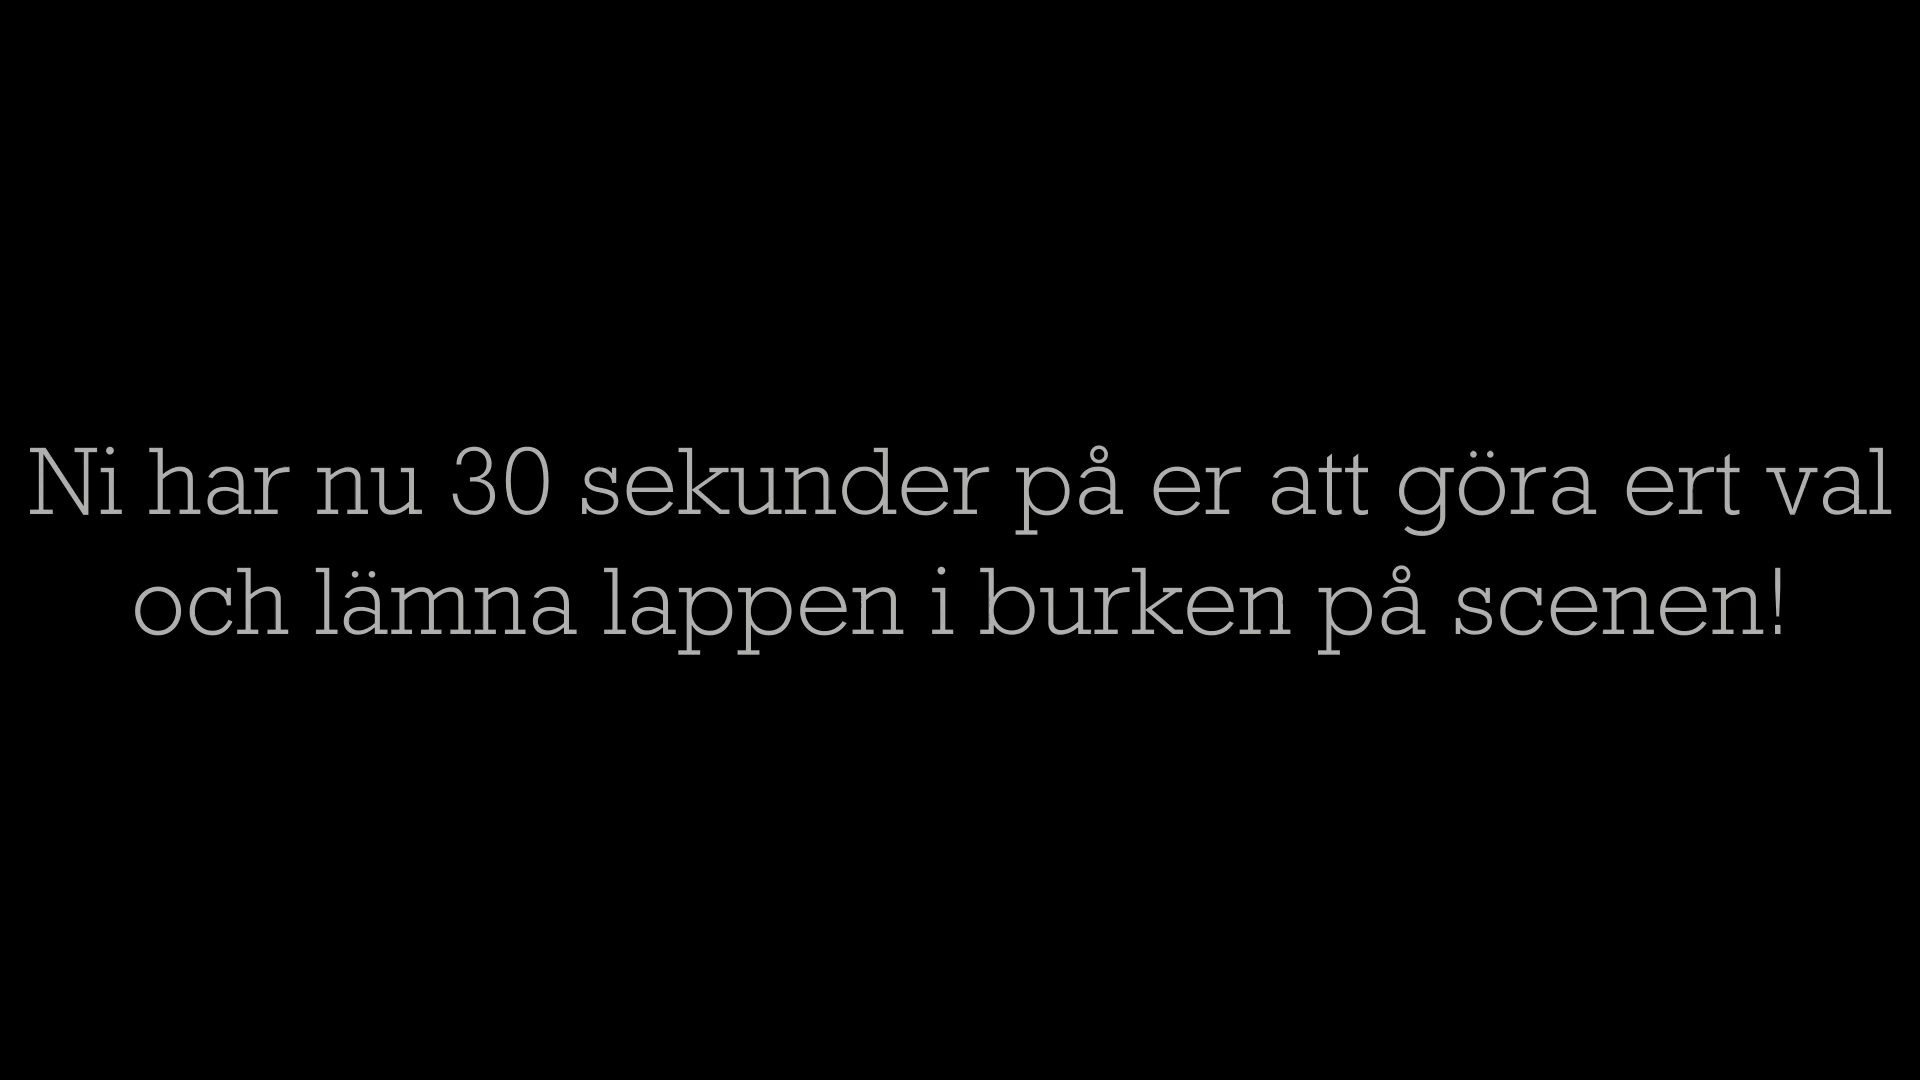 Ni har nu 30 sekunder på er att göra ert val
och lämna lappen i burken på scenen!